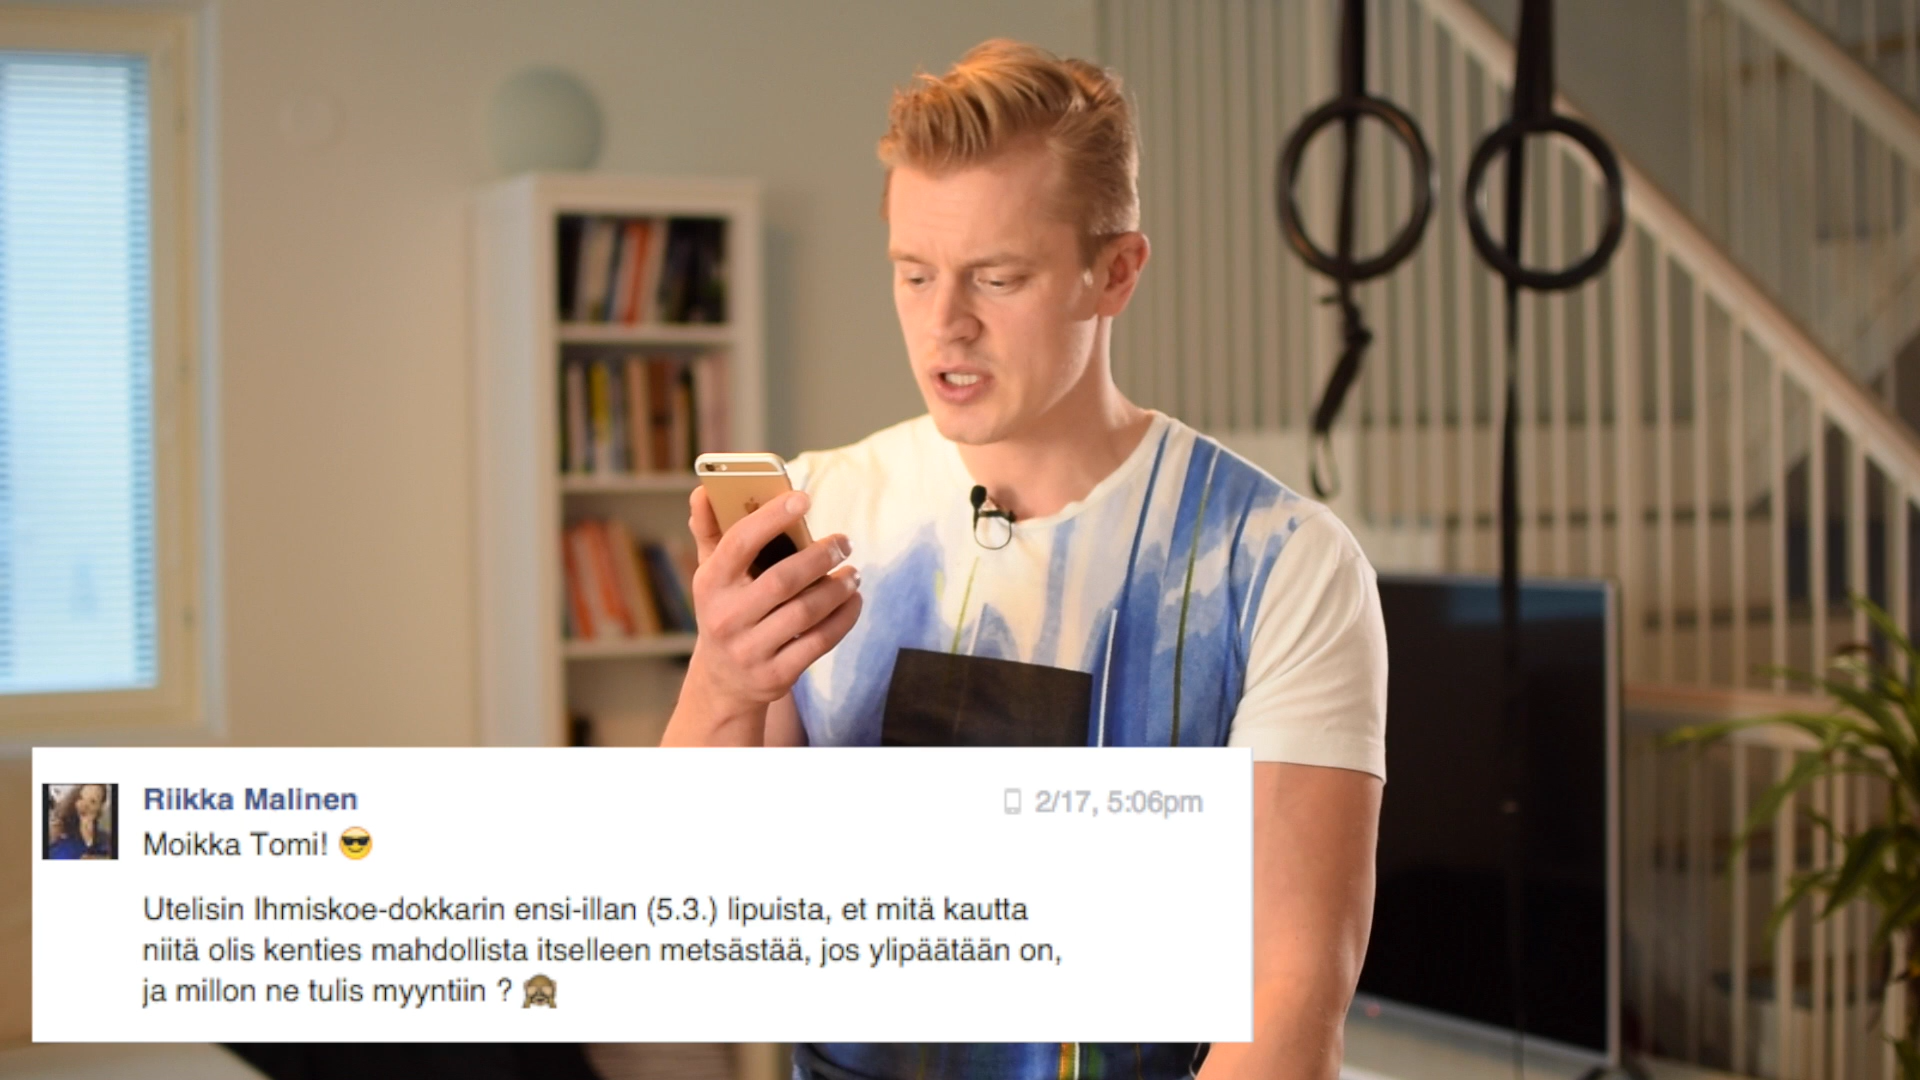 Riikka Malinen
2/17, 5:06pm
Moikka Tomi! 😎
Utelisin Ihmiskoe-dokkarin ensi-illan (5.3.) lipuista, et mitä kautta
niitä olis kenties mahdollista itselleen metsästää, jos ylipäätään on,
ja millon ne tulis myyntiin ? 🙈